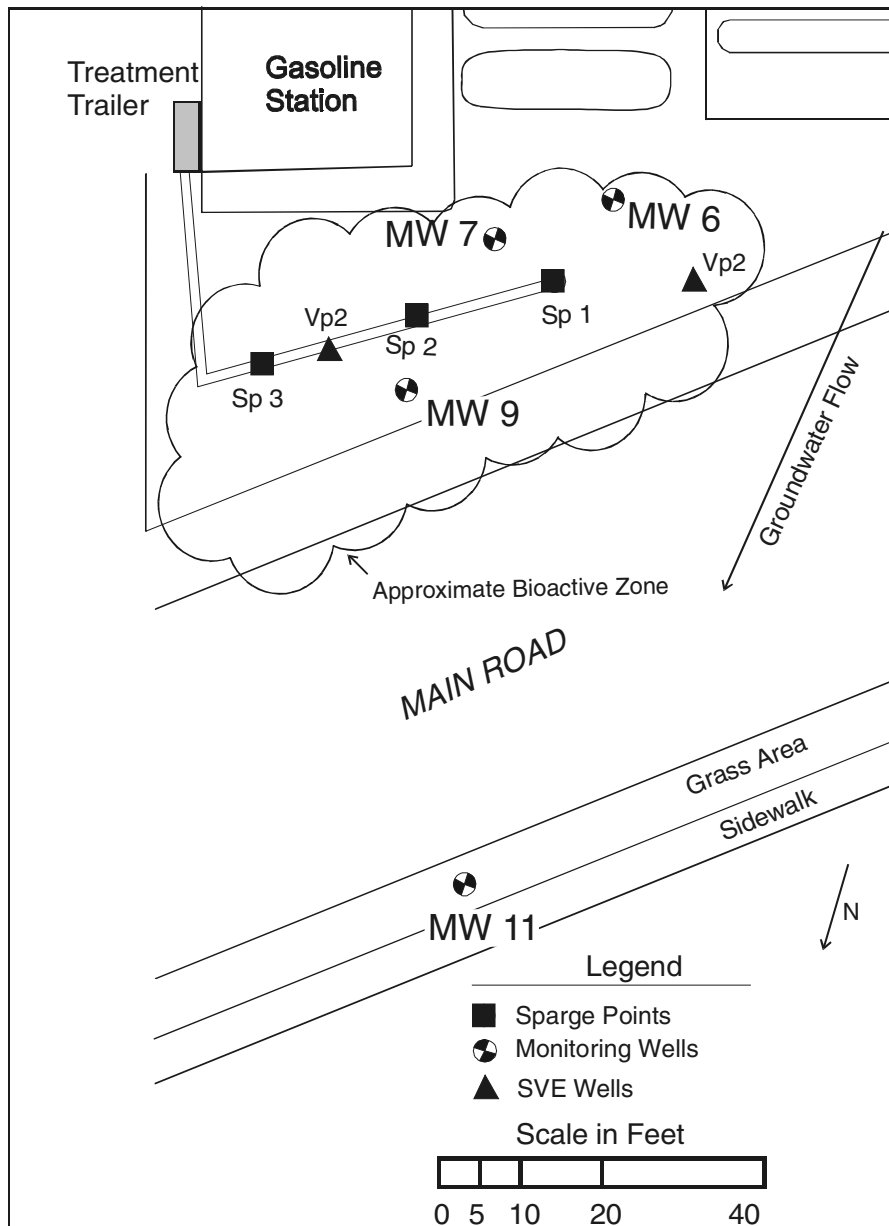 Treatment
Trailer
Gasoline
Station
MW 7
MW 6
Vp2
Vp2
Sp 1
Sp 2
Sp 3
MW 9
Groundwater Flow
Approximate Bioactive Zone
MAIN ROAD
Grass Area
Sidewalk
N
MW 11
Legend
Sparge Points
Monitoring Wells
SVE Wells
Scale in Feet
0 5 10 20 40